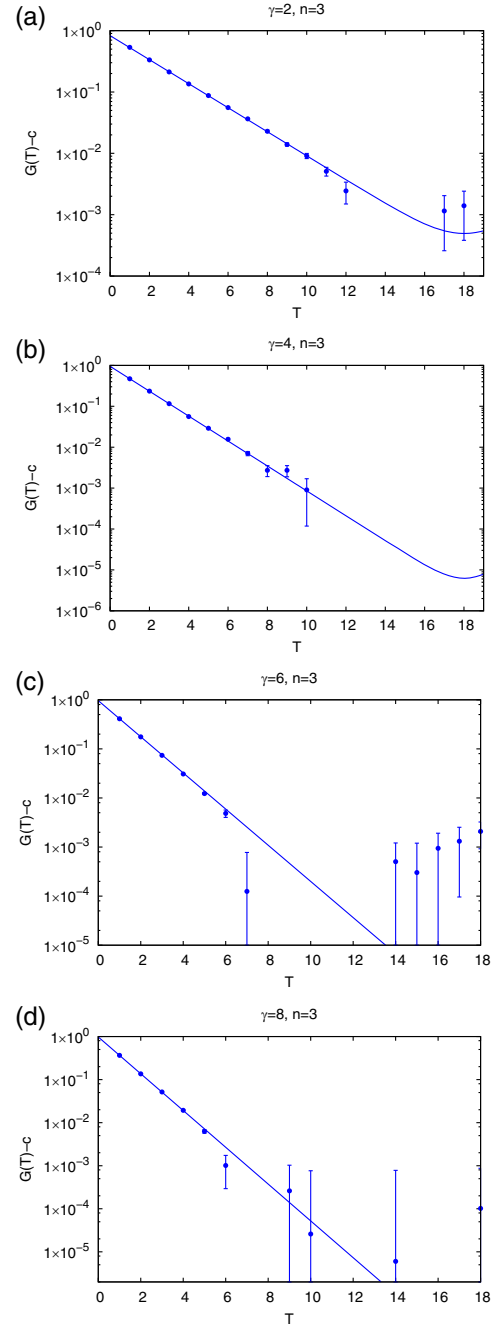 (a)
γ=2, n=3
1×10⁰
1×10⁻¹
1×10⁻²
1×10⁻³
1×10⁻⁴
G(T)−c
0 2 4 6 8 10 12 14 16 18
T
(b)
γ=4, n=3
1×10⁰
1×10⁻¹
1×10⁻²
1×10⁻³
1×10⁻⁴
1×10⁻⁵
1×10⁻⁶
G(T)−c
0 2 4 6 8 10 12 14 16 18
T
(c)
γ=6, n=3
1×10⁰
1×10⁻¹
1×10⁻²
1×10⁻³
1×10⁻⁴
1×10⁻⁵
G(T)−c
0 2 4 6 8 10 12 14 16 18
T
(d)
γ=8, n=3
1×10⁰
1×10⁻¹
1×10⁻²
1×10⁻³
1×10⁻⁴
1×10⁻⁵
G(T)−c
0 2 4 6 8 10 12 14 16 18
T